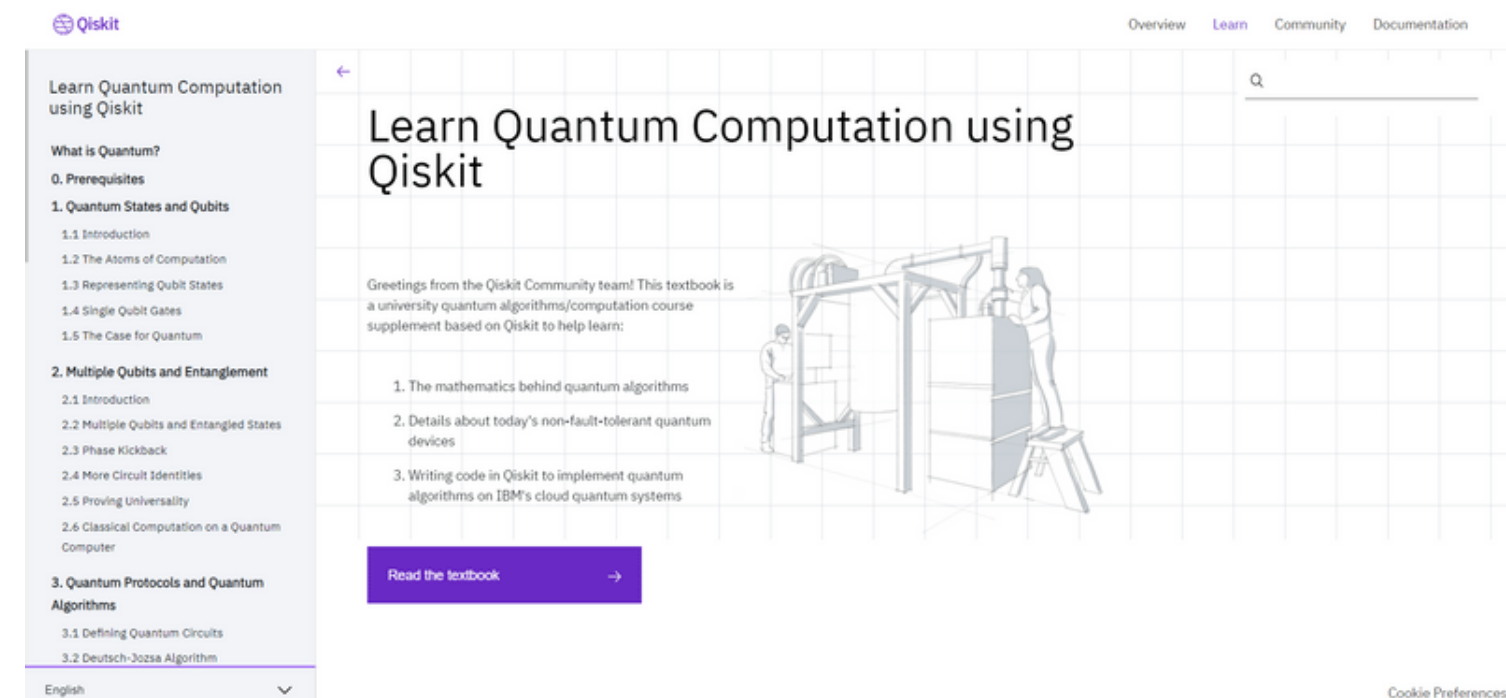 Qiskit
Overview Learn Community Documentation
Learn Quantum Computation
using Qiskit
What is Quantum?
0. Prerequisites
1. Quantum States and Qubits
1.1 Introduction
1.2 The Atoms of Computation
1.3 Representing Qubit States
1.4 Single Qubit Gates
1.5 The Case for Quantum
2. Multiple Qubits and Entanglement
2.1 Introduction
2.2 Multiple Qubits and Entangled States
2.3 Phase Kickback
2.4 More Circuit Identities
2.5 Proving Universality
2.6 Classical Computation on a Quantum
Computer
3. Quantum Protocols and Quantum
Algorithms
3.1 Defining Quantum Circuits
3.2 Deutsch-Jozsa Algorithm
English
Learn Quantum Computation using
Qiskit
Greetings from the Qiskit Community team! This textbook is
a university quantum algorithms/computation course
supplement based on Qiskit to help learn:
1. The mathematics behind quantum algorithms
2. Details about today's non-fault-tolerant quantum
devices
3. Writing code in Qiskit to implement quantum
algorithms on IBM's cloud quantum systems
Read the textbook
Cookie Preferences